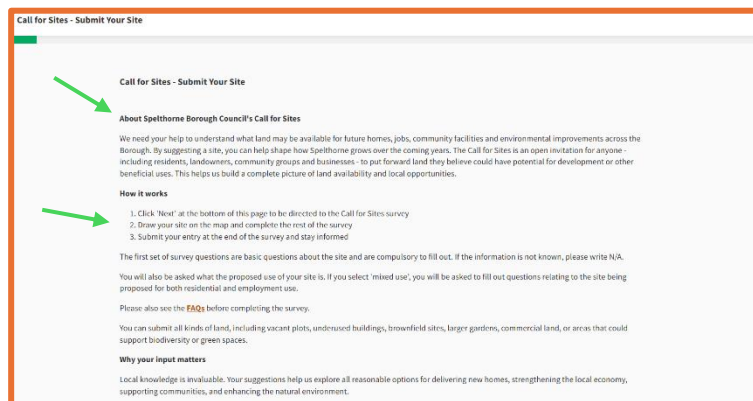 Call for Sites - Submit Your Site
Call for Sites - Submit Your Site
About Spelthorne Borough Council's Call for Sites
We need your help to understand what land may be available for future homes, jobs, community facilities and environmental improvements across the
Borough. By suggesting a site, you can help shape how Spelthorne grows over the coming years. The Call for Sites is an open invitation for anyone -
including residents, landowners, community groups and businesses - to put forward land they believe could have potential for development or other
beneficial uses. This helps us build a complete picture of land availability and local opportunities.
How it works
1. Click 'Next' at the bottom of this page to be directed to the Call for Sites survey
2. Draw your site on the map and complete the rest of the survey
3. Submit your entry at the end of the survey and stay informed
The first set of survey questions are basic questions about the site and are compulsory to fill out. If the information is not known, please write N/A.
You will also be asked what the proposed use of your site is. If you select 'mixed use', you will be asked to fill out questions relating to the site being
proposed for both residential and employment use.
Please also see the FAQs before completing the survey.
You can submit all kinds of land, including vacant plots, underused buildings, brownfield sites, larger gardens, commercial land, or areas that could
support biodiversity or green spaces.
Why your input matters
Local knowledge is invaluable. Your suggestions help us explore all reasonable options for delivering new homes, strengthening the local economy,
supporting communities, and enhancing the natural environment.